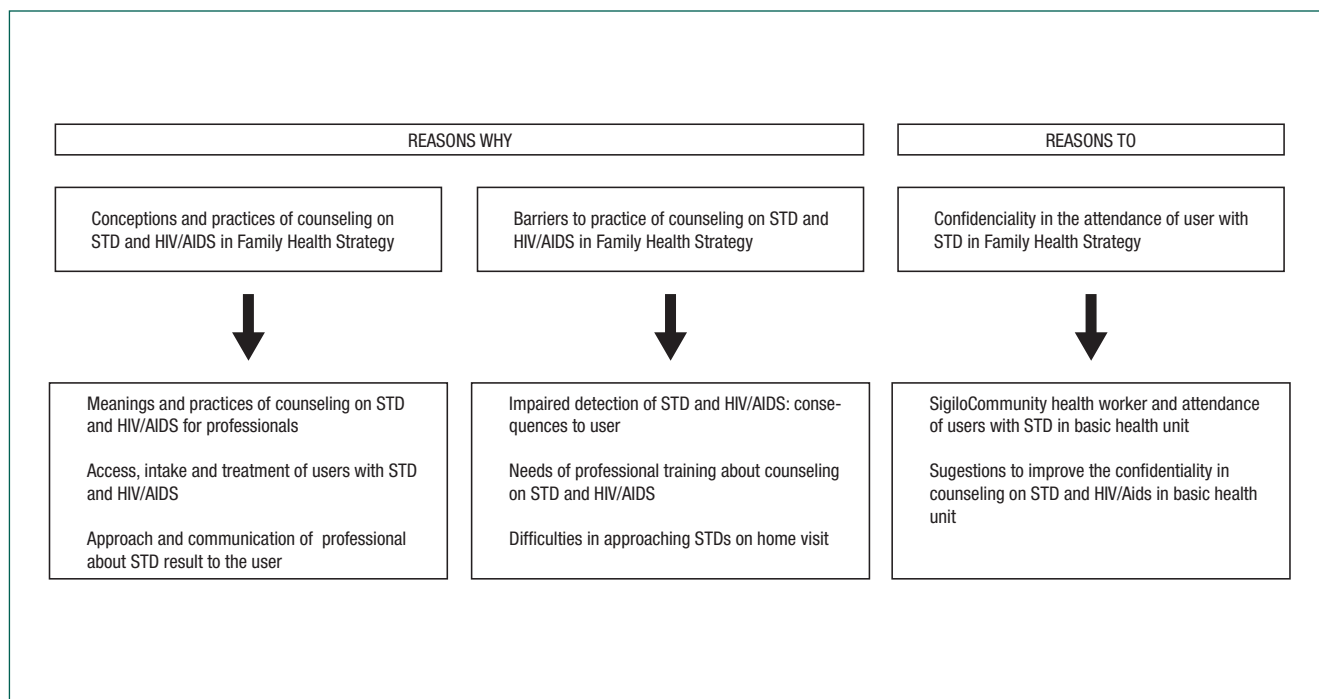 REASONS WHY
REASONS TO
Conceptions and practices of counseling on
STD and HIV/AIDS in Family Health Strategy
Barriers to practice of counseling on STD and
HIV/AIDS in Family Health Strategy
Confidenciality in the attendance of user with
STD in Family Health Strategy
Meanings and practices of counseling on STD
and HIV/AIDS for professionals
Access, intake and treatment of users with STD
and HIV/AIDS
Approach and communication of professional
about STD result to the user
Impaired detection of STD and HIV/AIDS: conse-
quences to user
Needs of professional training about counseling
on STD and HIV/AIDS
Difficulties in approaching STDs on home visit
SigiloCommunity health worker and attendance
of users with STD in basic health unit
Sugestions to improve the confidentiality in
counseling on STD and HIV/Aids in basic health
unit